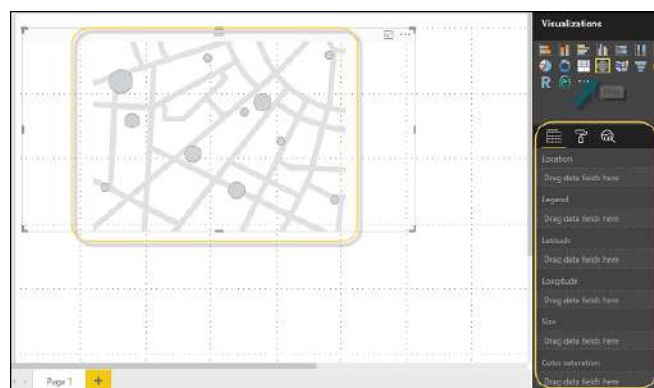 Visualizations
R
Map
Location
Drag data fields here
Legend
Drag data fields here
Latitude
Drag data fields here
Longitude
Drag data fields here
Size
Drag data fields here
Color saturation
Drag data fields here
Page 1